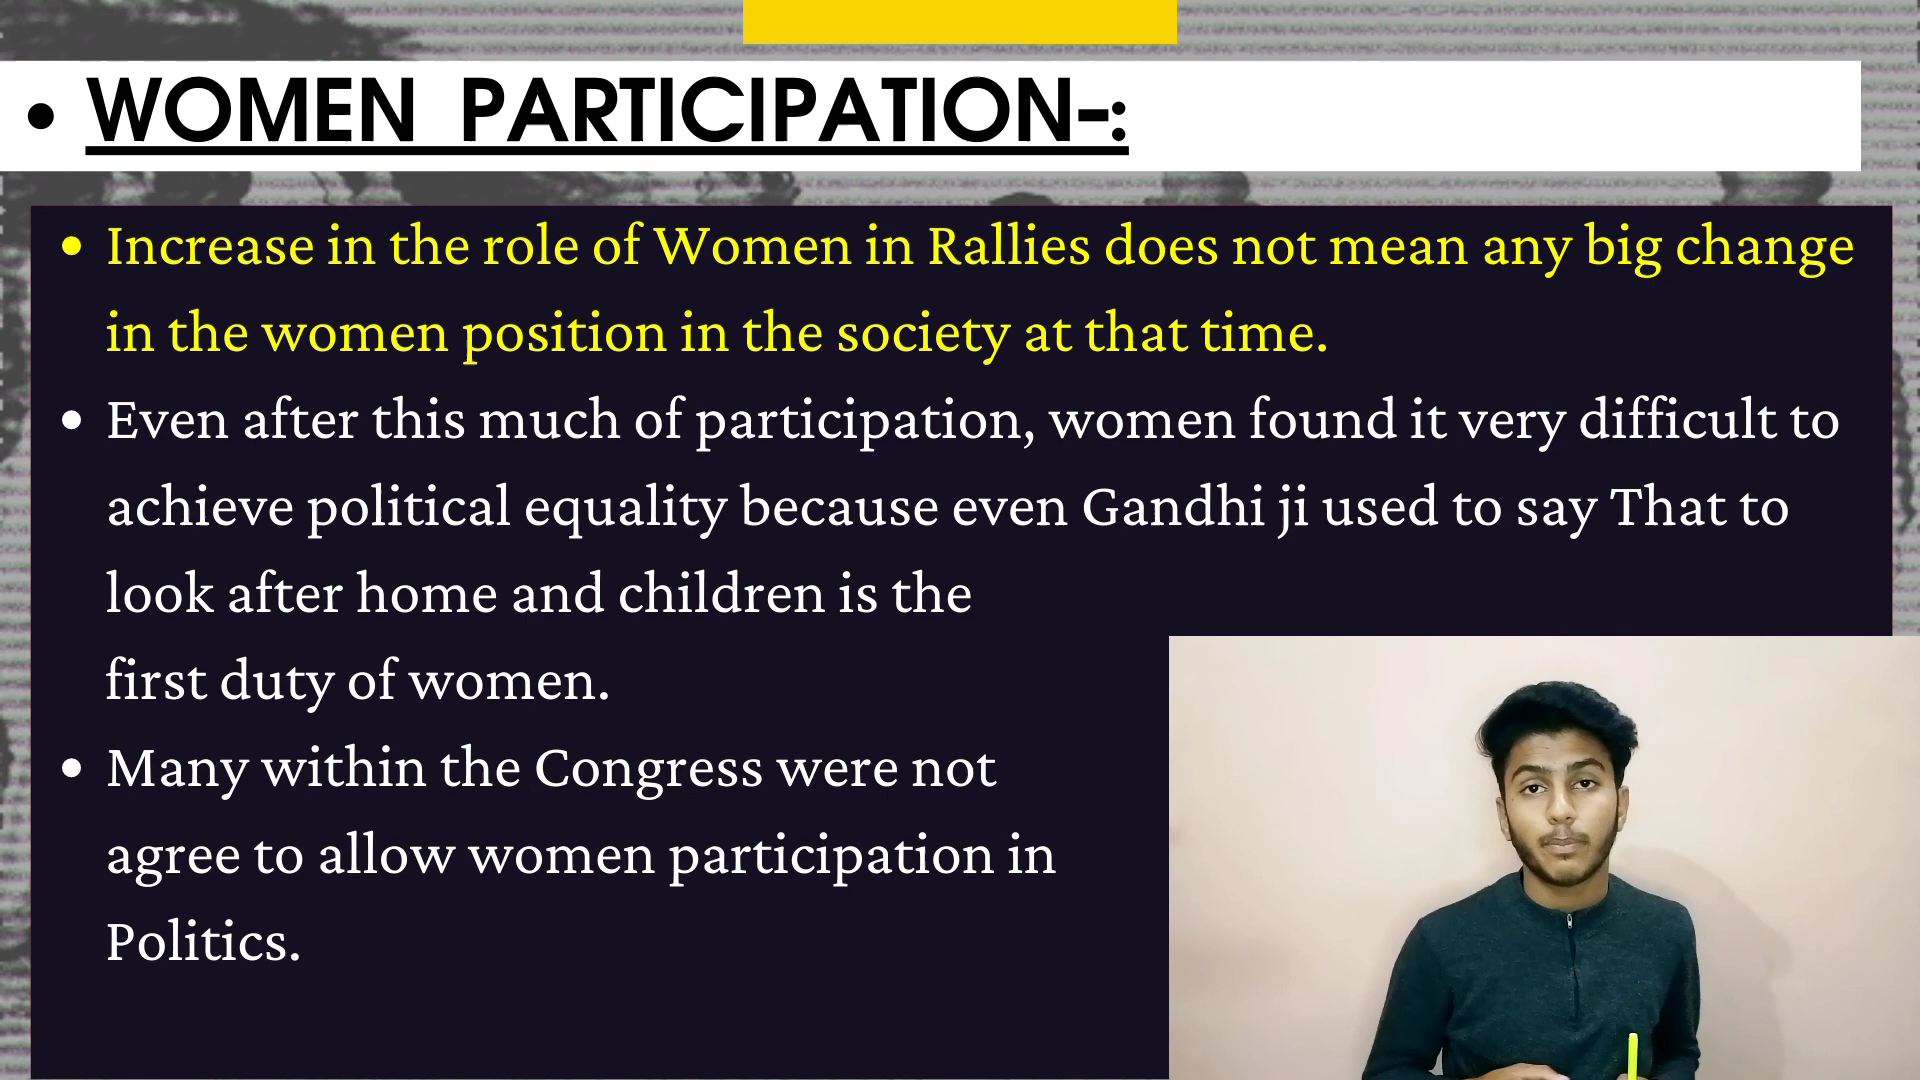 • WOMEN PARTICIPATION-:
• Increase in the role of Women in Rallies does not mean any big change
in the women position in the society at that time.
• Even after this much of participation, women found it very difficult to
achieve political equality because even Gandhi ji used to say That to
look after home and children is the
first duty of women.
• Many within the Congress were not
agree to allow women participation in
Politics.